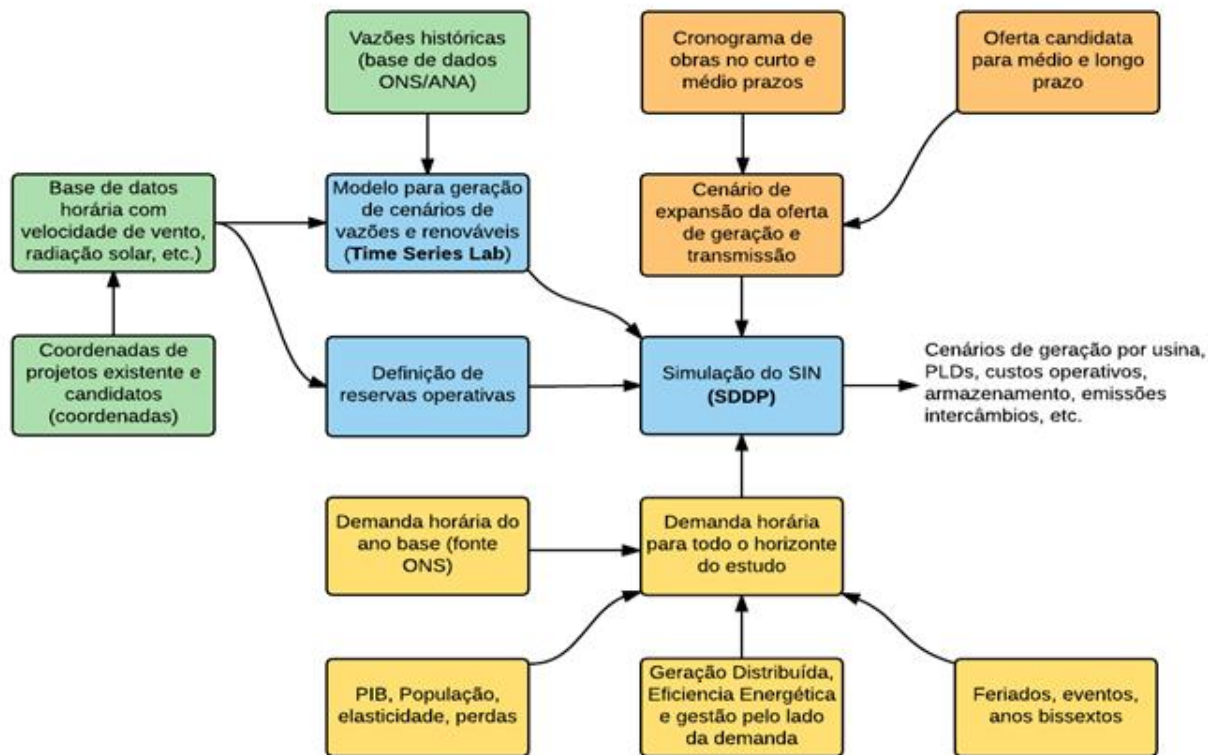 Vazões históricas
(base de dados
ONS/ANA)
Cronograma de
obras no curto e
médio prazos
Oferta candidata
para médio e longo
prazo
Base de datos
horária com
velocidade de vento,
radiação solar, etc.)
Modelo para geração
de cenários de
vazões e renováveis
(Time Series Lab)
Cenário de
expansão da oferta
de geração e
transmissão
Coordenadas de
projetos existente e
candidatos
(coordenadas)
Definição de
reservas operativas
Simulação do SIN
(SDDP)
Cenários de geração por usina,
PLDs, custos operativos,
armazenamento, emissões
intercâmbios, etc.
Demanda horária do
ano base (fonte
ONS)
Demanda horária
para todo o horizonte
do estudo
PIB, População,
elasticidade, perdas
Geração Distribuída,
Eficiencia Energética
e gestão pelo lado
da demanda
Feriados, eventos,
anos bissextos